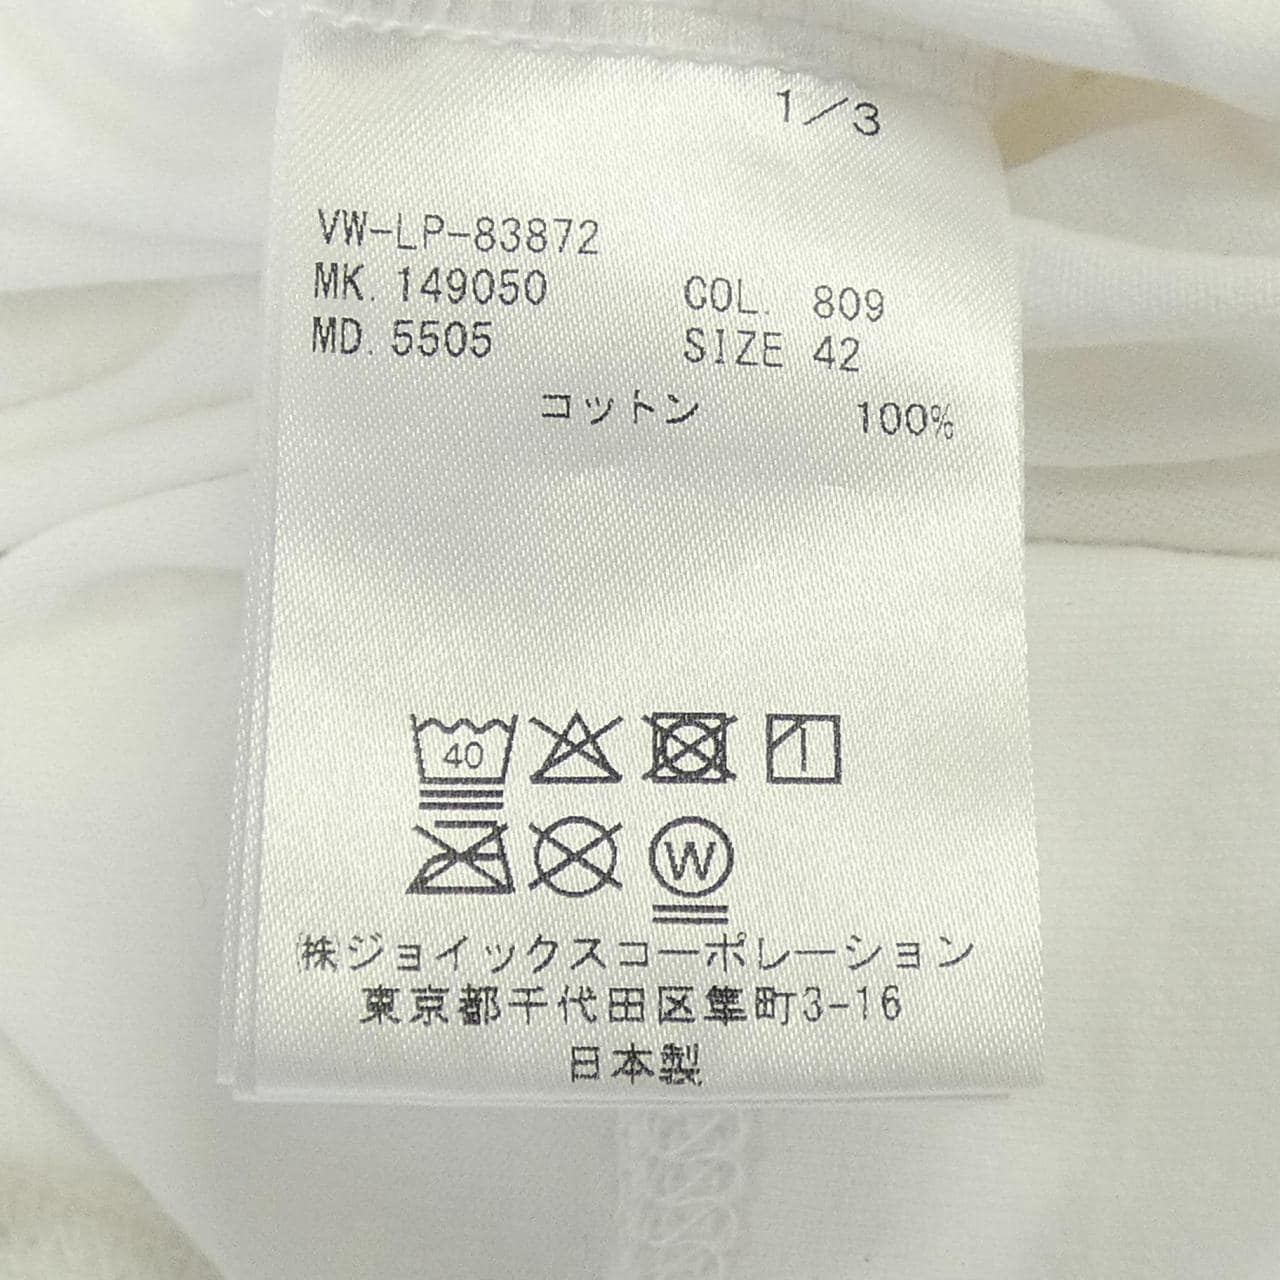 1/3
VW-LP-83872
MK. 149050 COL. 809
MD. 5505 SIZE 42
コットン 100%
40
W
㈱ジョイックスコーポレーション
東京都千代田区隼町3-16
日本製